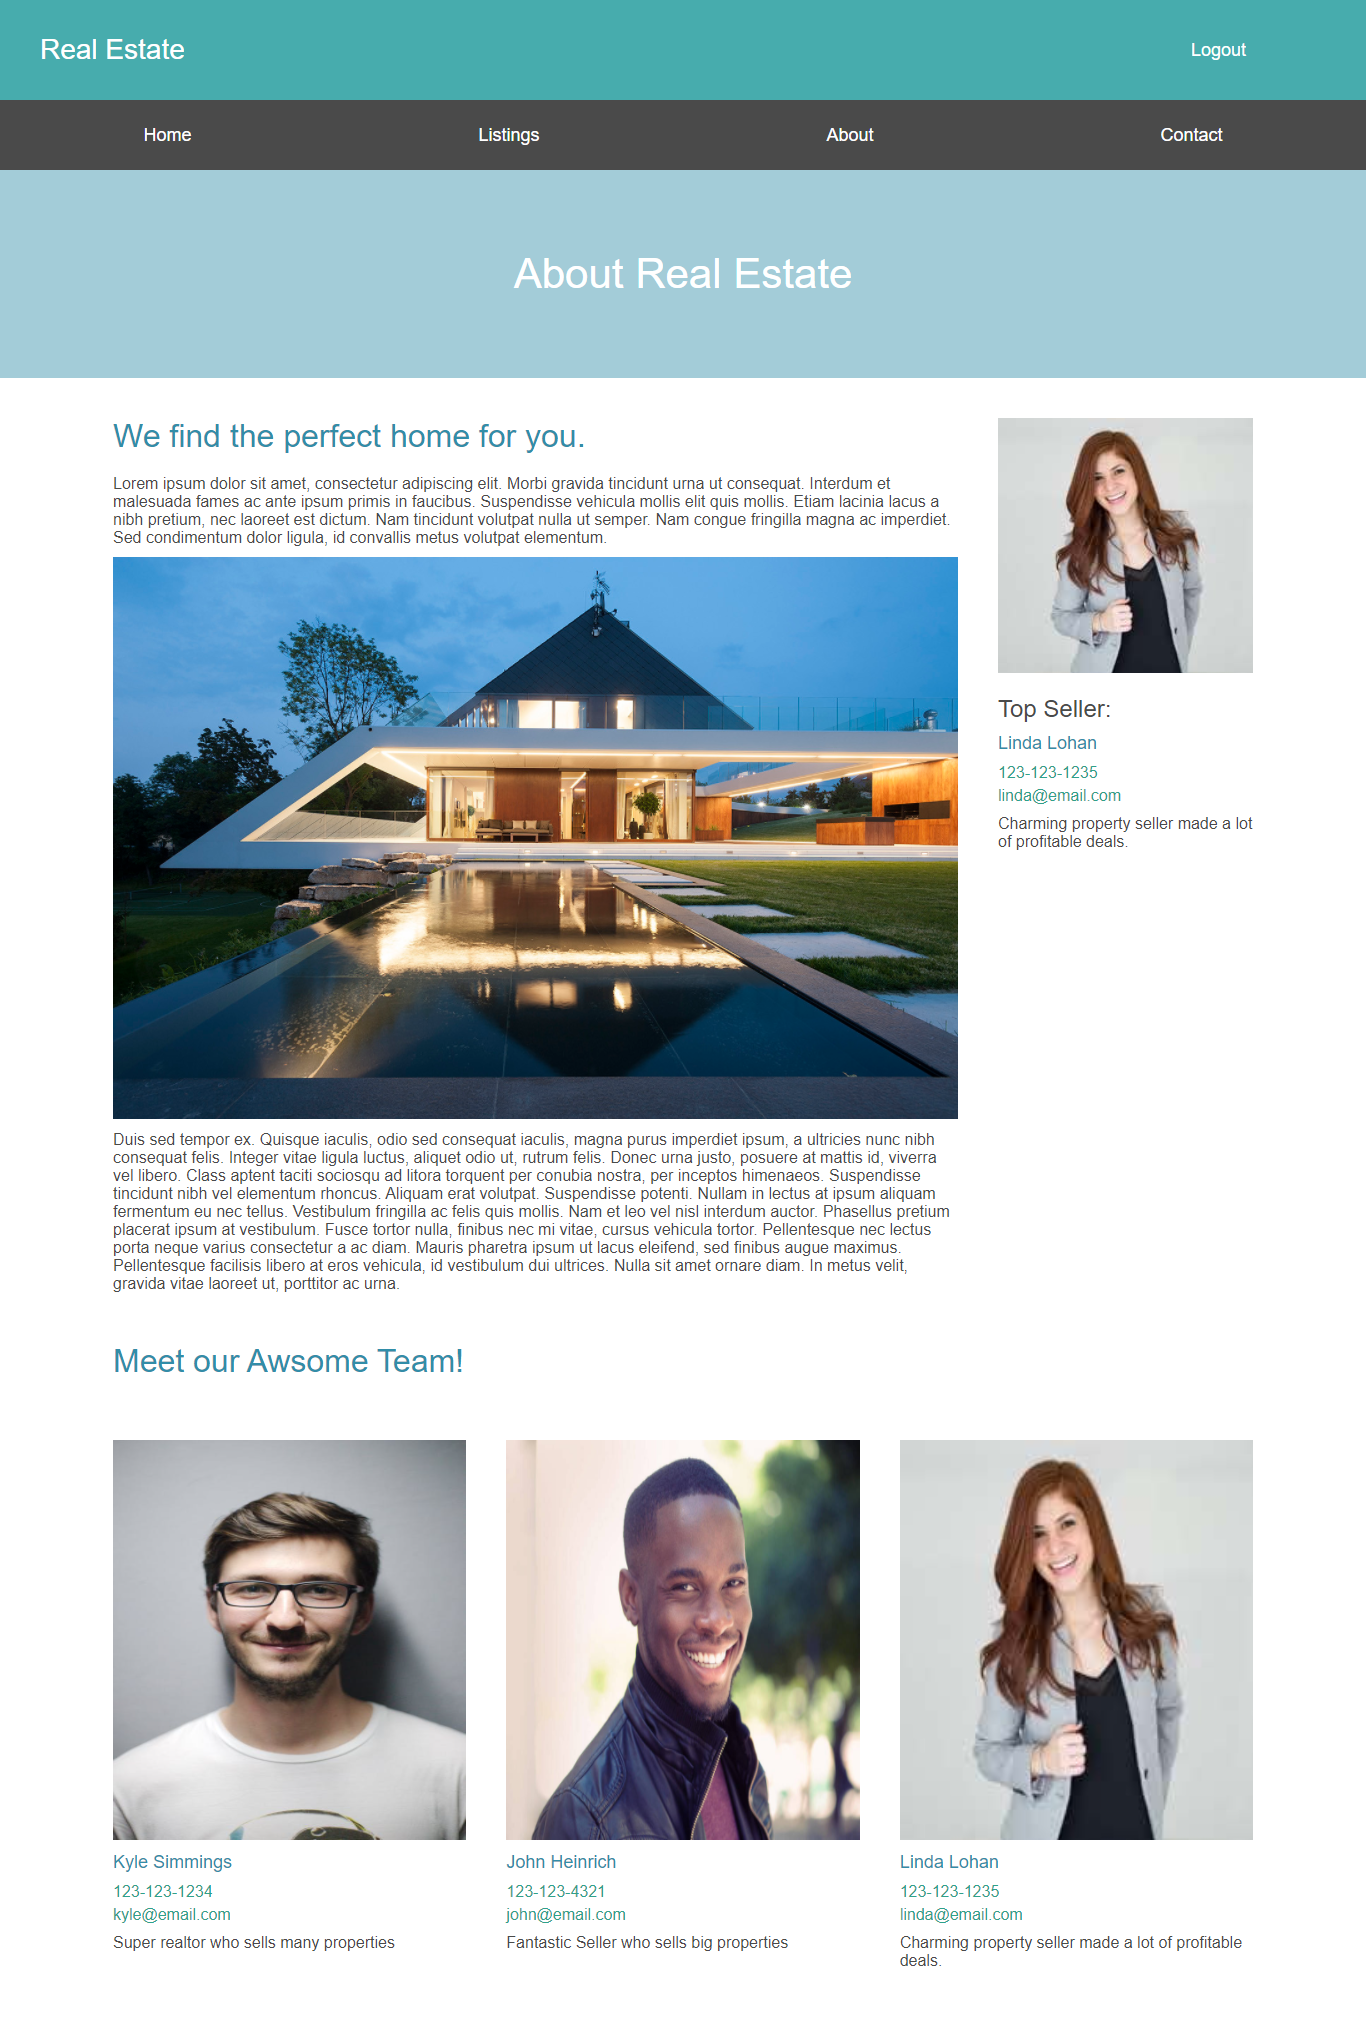 Real Estate
Logout
Home
Listings
About
Contact
About Real Estate
We find the perfect home for you.
Lorem ipsum dolor sit amet, consectetur adipiscing elit. Morbi gravida tincidunt urna ut consequat. Interdum et
malesuada fames ac ante ipsum primis in faucibus. Suspendisse vehicula mollis elit quis mollis. Etiam lacinia lacus a
nibh pretium, nec laoreet est dictum. Nam tincidunt volutpat nulla ut semper. Nam congue fringilla magna ac imperdiet.
Sed condimentum dolor ligula, id convallis metus volutpat elementum.
Top Seller:
Linda Lohan
123-123-1235
linda@email.com
Charming property seller made a lot
of profitable deals.
Duis sed tempor ex. Quisque iaculis, odio sed consequat iaculis, magna purus imperdiet ipsum, a ultricies nunc nibh
consequat felis. Integer vitae ligula luctus, aliquet odio ut, rutrum felis. Donec urna justo, posuere at mattis id, viverra
vel libero. Class aptent taciti sociosqu ad litora torquent per conubia nostra, per inceptos himenaeos. Suspendisse
tincidunt nibh vel elementum rhoncus. Aliquam erat volutpat. Suspendisse potenti. Nullam in lectus at ipsum aliquam
fermentum eu nec tellus. Vestibulum fringilla ac felis quis mollis. Nam et leo vel nisl interdum auctor. Phasellus pretium
placerat ipsum at vestibulum. Fusce tortor nulla, finibus nec mi vitae, cursus vehicula tortor. Pellentesque nec lectus
porta neque varius consectetur a ac diam. Mauris pharetra ipsum ut lacus eleifend, sed finibus augue maximus.
Pellentesque facilisis libero at eros vehicula, id vestibulum dui ultrices. Nulla sit amet ornare diam. In metus velit,
gravida vitae laoreet ut, porttitor ac urna.
Meet our Awsome Team!
Kyle Simmings
123-123-1234
kyle@email.com
Super realtor who sells many properties
John Heinrich
123-123-4321
john@email.com
Fantastic Seller who sells big properties
Linda Lohan
123-123-1235
linda@email.com
Charming property seller made a lot of profitable
deals.